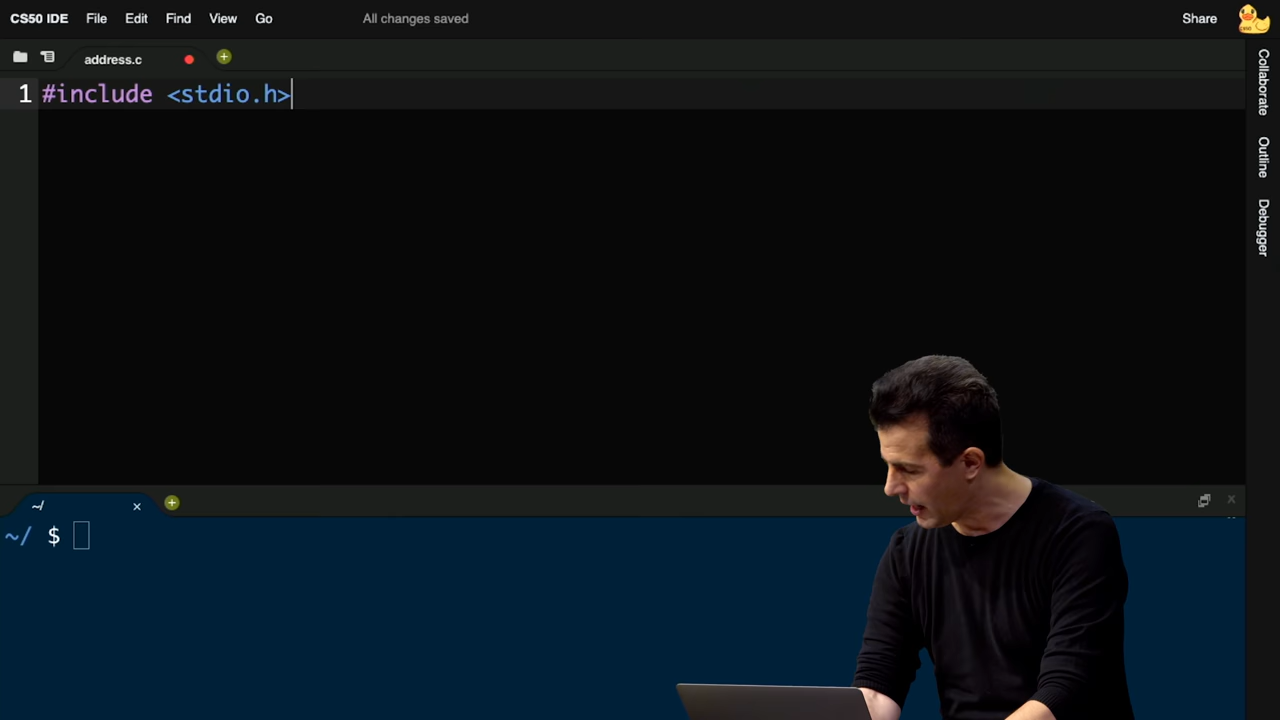 CS50 IDE File Edit Find View Go All changes saved Share
address.c
1 #include <stdio.h>
Collaborate
Outline
Debugger
~/
~/ $